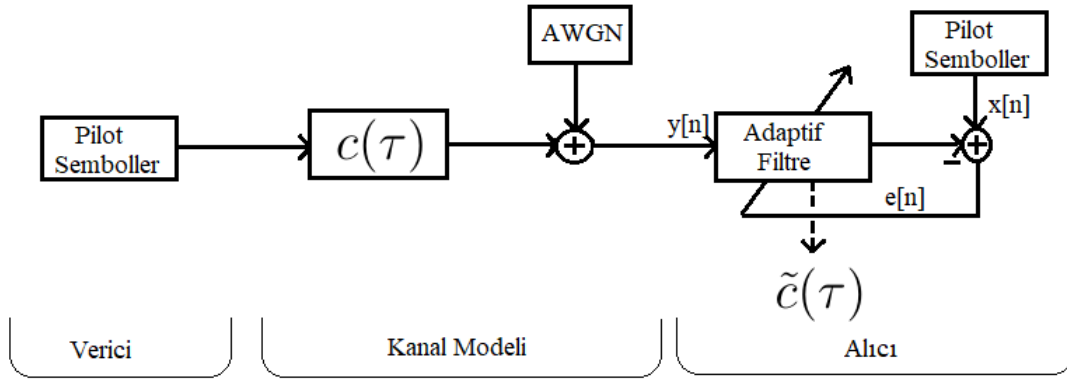 AWGN
Pilot
Semboller
Pilot
Semboller
c(τ)
+
y[n]
Adaptif
Filtre
x[n]
+
−
e[n]
c̃(τ)
Verici
Kanal Modeli
Alıcı